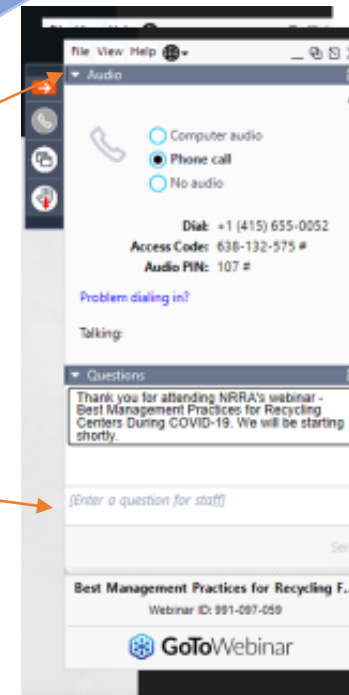 File View Help
Audio
Computer audio
Phone call
No audio
Dial: +1 (415) 655-0052
Access Code: 638-132-575 #
Audio PIN: 107 #
Problem dialing in?
Talking:
Questions
Thank you for attending NRRA's webinar -
Best Management Practices for Recycling
Centers During COVID-19. We will be starting
shortly.
[Enter a question for staff]
Sen
Best Management Practices for Recycling F...
Webinar ID: 991-097-059
GoToWebinar